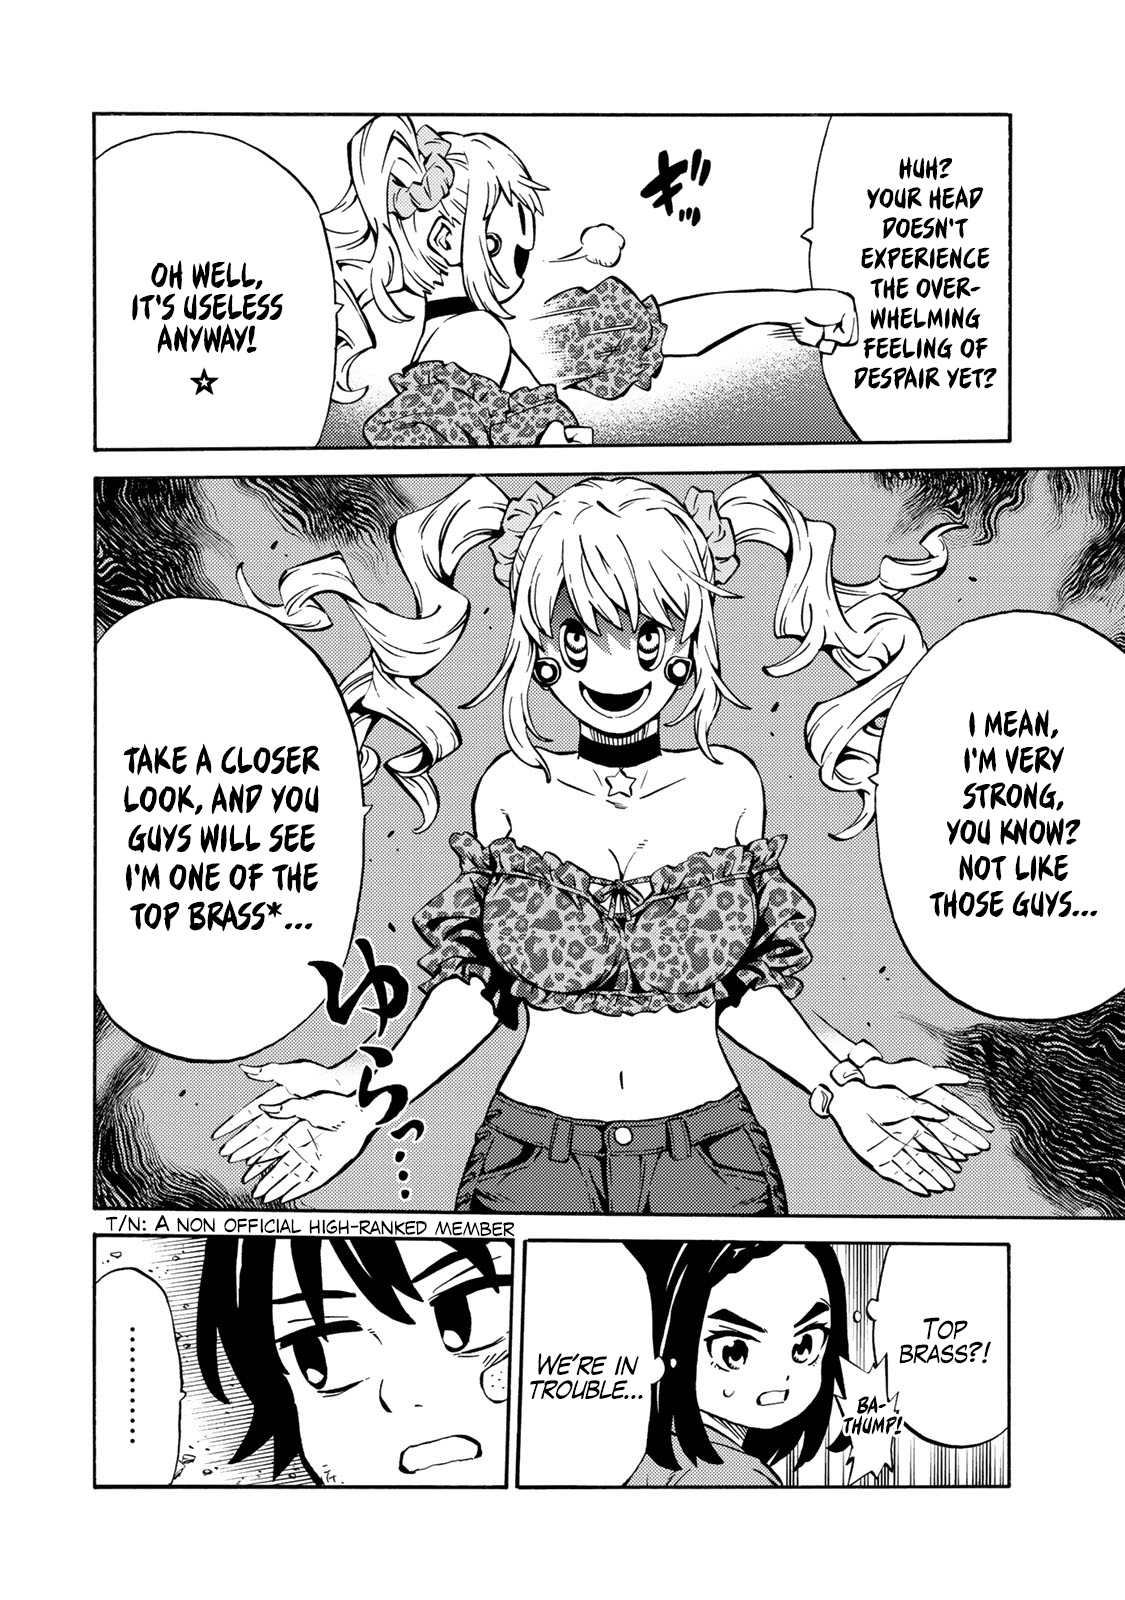 HUH?
YOUR HEAD
DOESN'T
EXPERIENCE
THE OVER-
WHELMING
FEELING OF
DESPAIR YET?
ギッ
OH WELL,
IT'S USELESS
ANYWAY!
☆
I MEAN,
I'M VERY
STRONG,
YOU KNOW?
NOT LIKE
THOSE GUYS...
TAKE A CLOSER
LOOK, AND YOU
GUYS WILL SEE
I'M ONE OF THE
TOP BRASS*...
ゆらっ…
T/N: A NON OFFICIAL HIGH-RANKED MEMBER
TOP
BRASS?!
BA-
THUMP!
WE'RE IN
TROUBLE...
..........